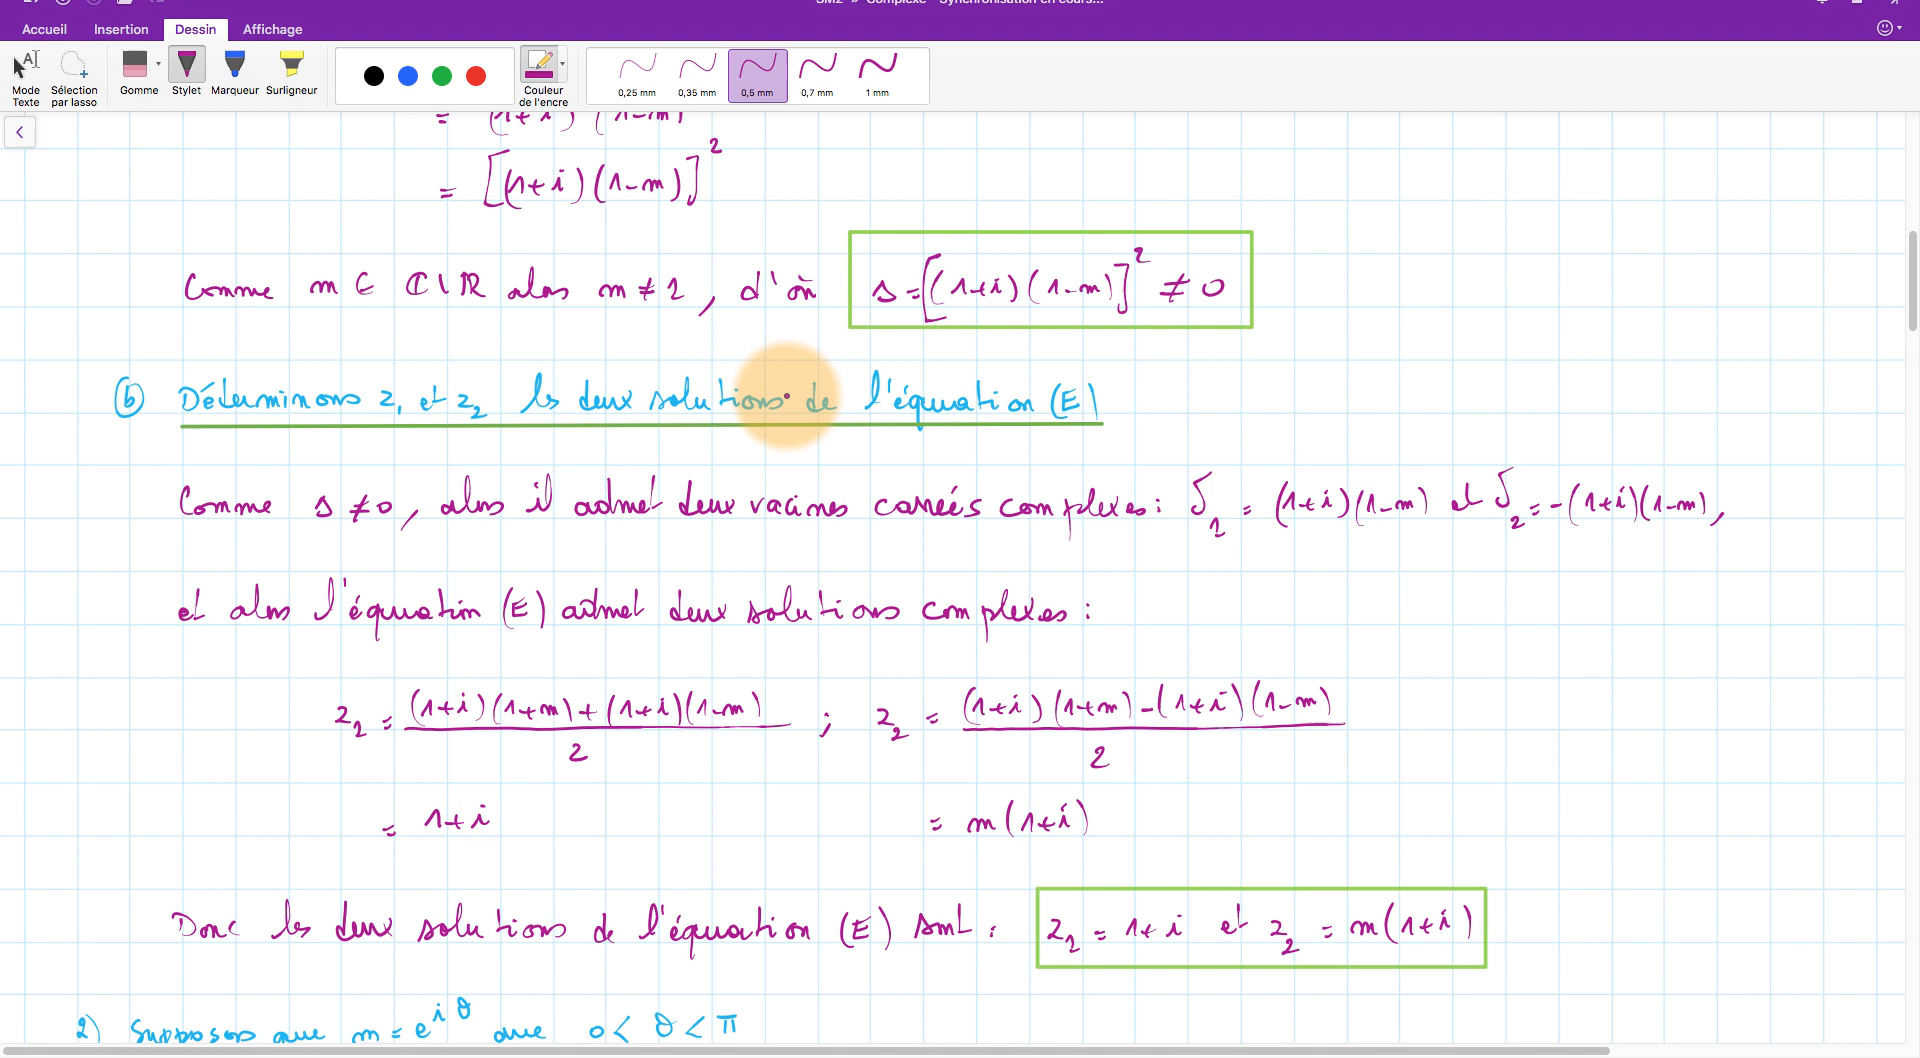 Accueil Insertion Dessin Affichage
Mode Texte Sélection par lasso Gomme Stylet Marqueur Surligneur Couleur de l'encre 0,25 mm 0,35 mm 0,5 mm 0,7 mm 1 mm
= (1+i) (1-m)
= [(1+i)(1-m)]²
Comme m ∈ ℂ\ℝ alors m ≠ 1, d'où Δ = [(1+i)(1-m)]² ≠ 0
ⓑ Déterminons z₁ et z₂ les deux solutions de l'équation (E)
Comme Δ ≠ 0, alors il admet deux racines carrées complexes : δ₁ = (1+i)(1-m) et δ₂ = -(1+i)(1-m),
et alors l'équation (E) admet deux solutions complexes :
z₁ = ((1+i)(1+m)+(1+i)(1-m))/2 ; z₂ = ((1+i)(1+m)-(1+i)(1-m))/2
= 1+i = m(1+i)
Donc les deux solutions de l'équation (E) sont : z₁ = 1+i et z₂ = m(1+i)
2) Supposons que m = e^{iθ} que 0 < θ < π